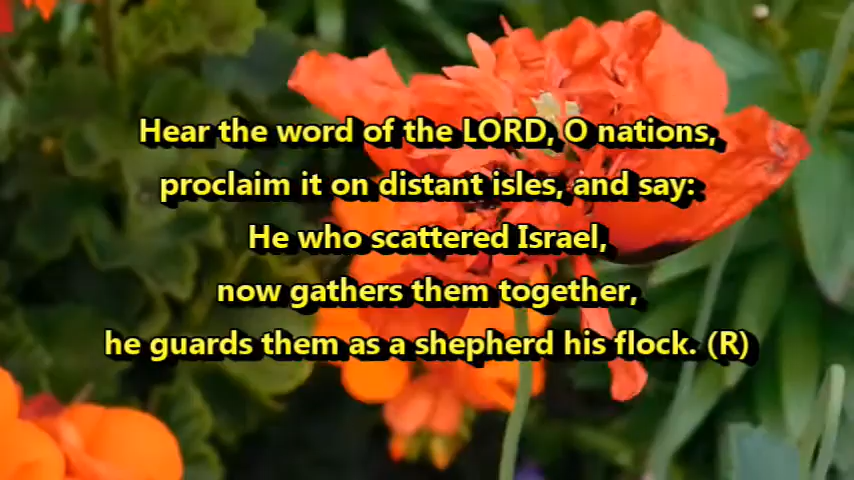 Hear the word of the LORD, O nations,
proclaim it on distant isles, and say:
He who scattered Israel,
now gathers them together,
he guards them as a shepherd his flock. (R)